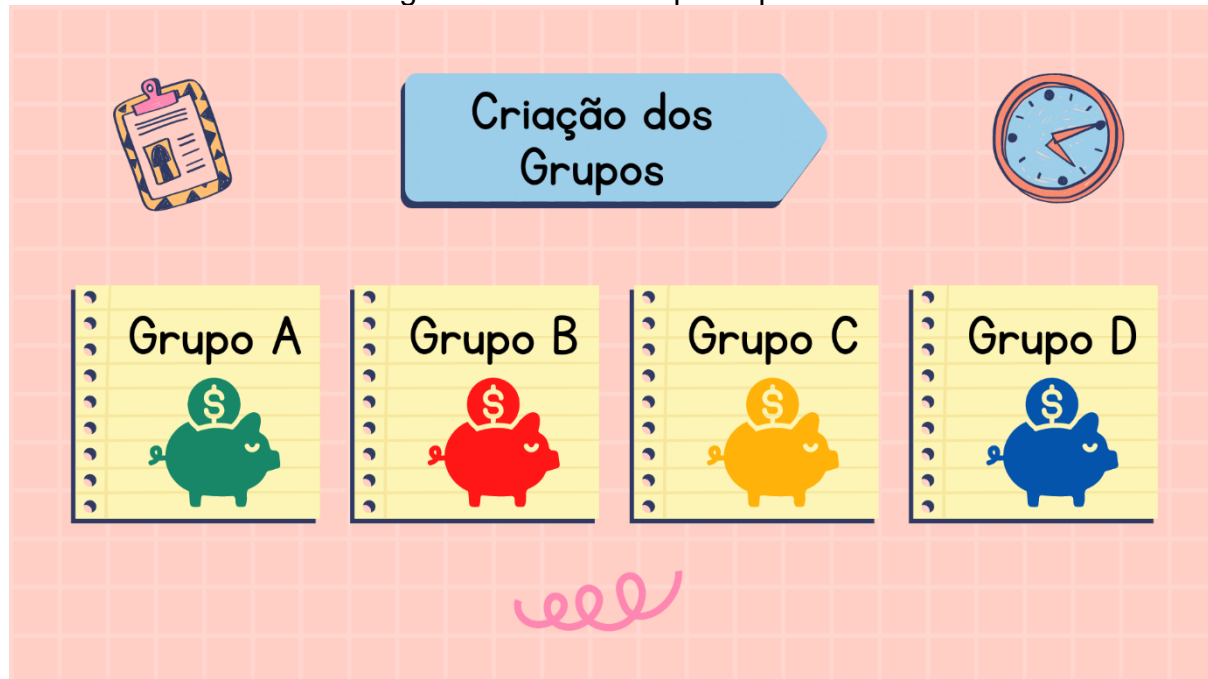 Criação dos
Grupos
Grupo A
Grupo B
Grupo C
Grupo D
$
$
$
$